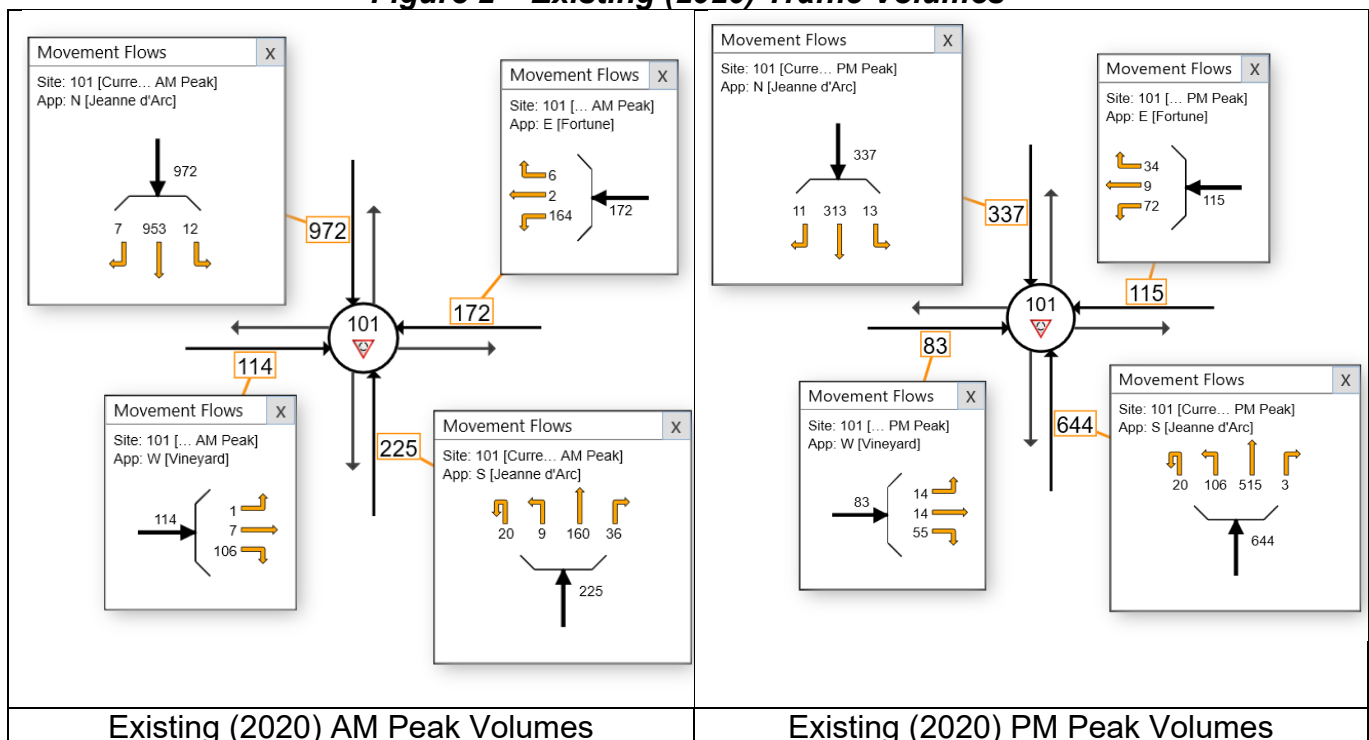 Figure 2 – Existing (2020) Traffic Volumes
Movement Flows X
Site: 101 [Curre... AM Peak]
App: N [Jeanne d'Arc]
972
7 953 12
972
Movement Flows X
Site: 101 [... AM Peak]
App: E [Fortune]
6
2
164
172
172
101
114
225
Movement Flows X
Site: 101 [... AM Peak]
App: W [Vineyard]
114
1
7
106
Movement Flows X
Site: 101 [Curre... AM Peak]
App: S [Jeanne d'Arc]
20 9 160 36
225
Existing (2020) AM Peak Volumes
Movement Flows X
Site: 101 [Curre... PM Peak]
App: N [Jeanne d'Arc]
337
11 313 13
337
Movement Flows X
Site: 101 [... PM Peak]
App: E [Fortune]
34
9
72
115
115
101
83
644
Movement Flows X
Site: 101 [... PM Peak]
App: W [Vineyard]
83
14
14
55
Movement Flows X
Site: 101 [Curre... PM Peak]
App: S [Jeanne d'Arc]
20 106 515 3
644
Existing (2020) PM Peak Volumes